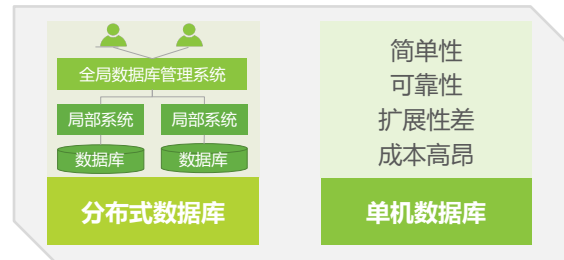 全局数据库管理系统
局部系统 局部系统
数据库 数据库
分布式数据库
简单性
可靠性
扩展性差
成本高昂
单机数据库